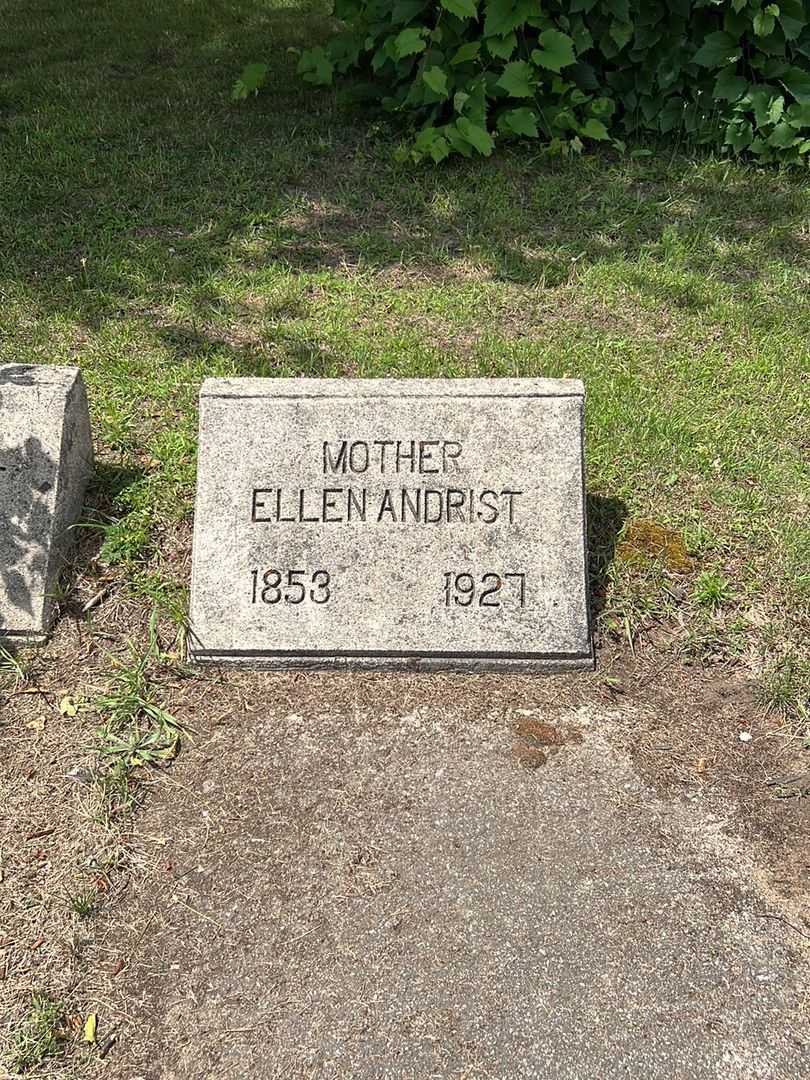 MOTHER
ELLEN ANDRIST
1853 1927